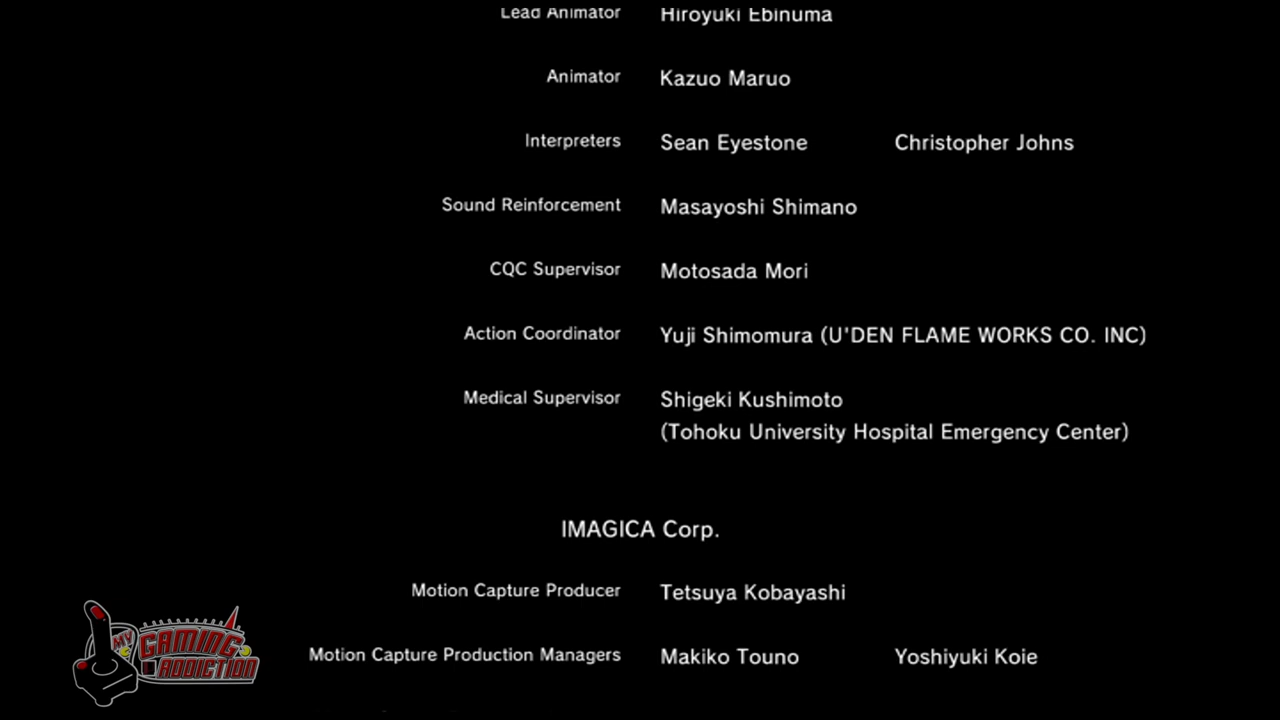 Lead Animator Hiroyuki Ebinuma
Animator Kazuo Maruo
Interpreters Sean Eyestone Christopher Johns
Sound Reinforcement Masayoshi Shimano
CQC Supervisor Motosada Mori
Action Coordinator Yuji Shimomura (U'DEN FLAME WORKS CO. INC)
Medical Supervisor Shigeki Kushimoto
(Tohoku University Hospital Emergency Center)
IMAGICA Corp.
Motion Capture Producer Tetsuya Kobayashi
Motion Capture Production Managers Makiko Touno Yoshiyuki Koie
MY GAMING ADDICTION